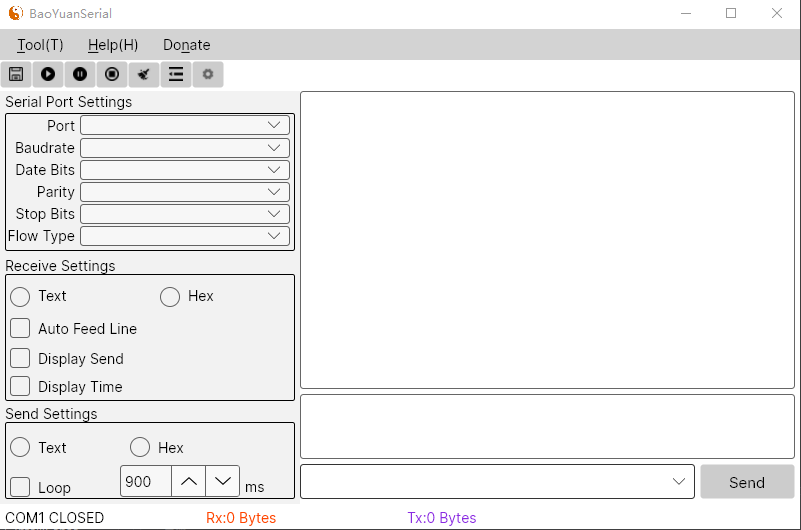 BaoYuanSerial
Tool(T) Help(H) Donate
Serial Port Settings
Port
Baudrate
Date Bits
Parity
Stop Bits
Flow Type
Receive Settings
Text Hex
Auto Feed Line
Display Send
Display Time
Send Settings
Text Hex
Loop 900 ms
Send
COM1 CLOSED Rx:0 Bytes Tx:0 Bytes